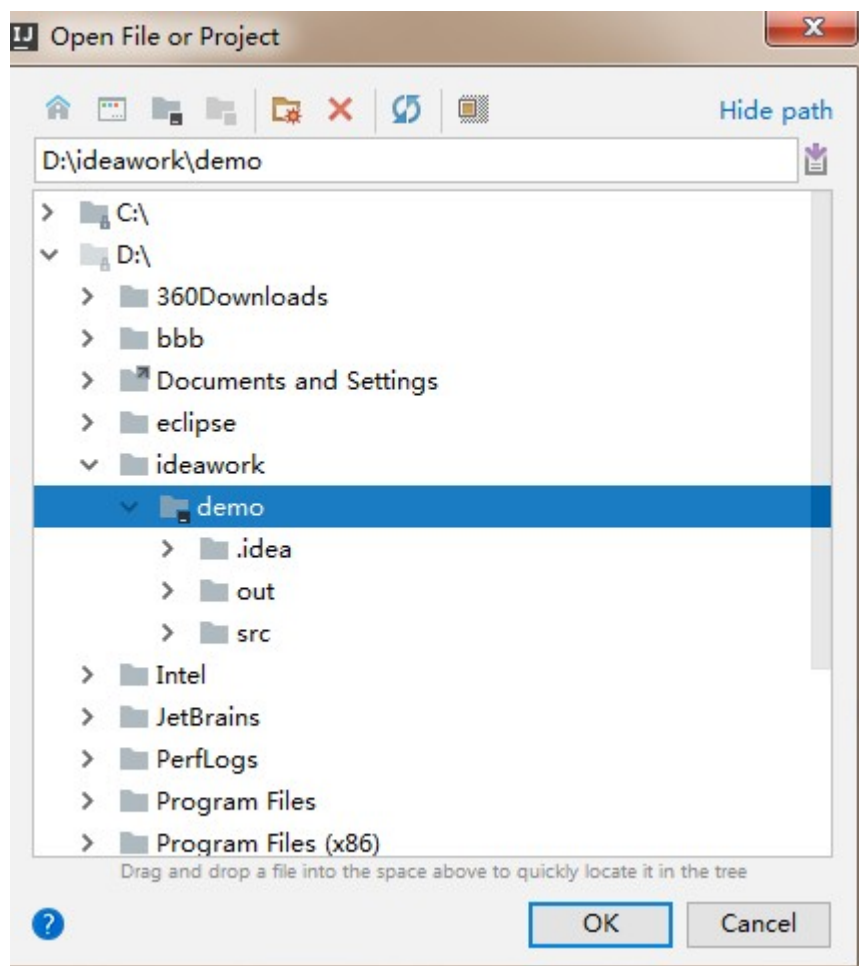 IJ Open File or Project
Hide path
D:\ideawork\demo
C:\
D:\
360Downloads
bbb
Documents and Settings
eclipse
ideawork
demo
.idea
out
src
Intel
JetBrains
PerfLogs
Program Files
Program Files (x86)
Drag and drop a file into the space above to quickly locate it in the tree
? OK Cancel